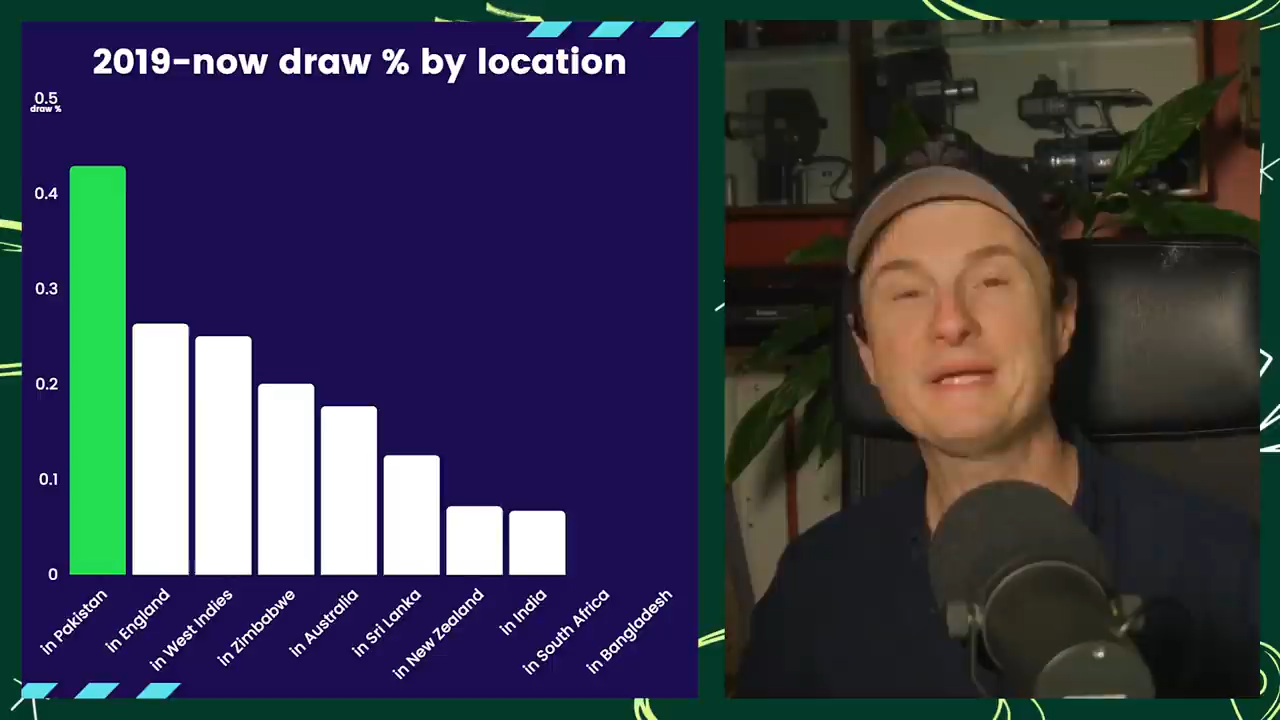 2019-now draw % by location
0.5
draw %
0.4
0.3
0.2
0.1
0
in Pakistan
in England
in West Indies
in Zimbabwe
in Australia
in Sri Lanka
in New Zealand
in India
in South Africa
in Bangladesh